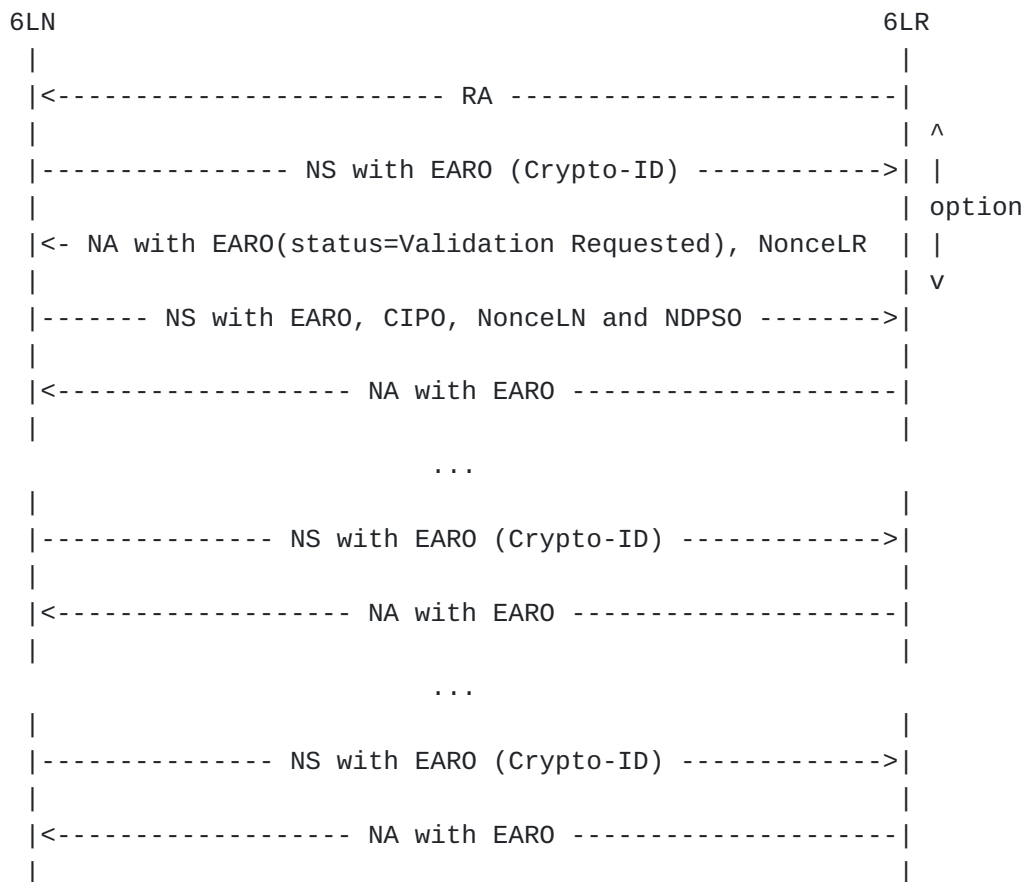 6LN                                                     6LR
 |                                                       |
 |<------------------------- RA -------------------------|
 |                                                       | ^
 |---------------- NS with EARO (Crypto-ID) ------------>| |
 |                                                       | option
 |<- NA with EARO(status=Validation Requested), NonceLR  | |
 |                                                       | v
 |------- NS with EARO, CIPO, NonceLN and NDPSO -------->|
 |                                                       |
 |<------------------- NA with EARO ---------------------|
 |                                                       |
                           ...
 |                                                       |
 |--------------- NS with EARO (Crypto-ID) ------------->|
 |                                                       |
 |<------------------- NA with EARO ---------------------|
 |                                                       |
                           ...
 |                                                       |
 |--------------- NS with EARO (Crypto-ID) ------------->|
 |                                                       |
 |<------------------- NA with EARO ---------------------|
 |                                                       |